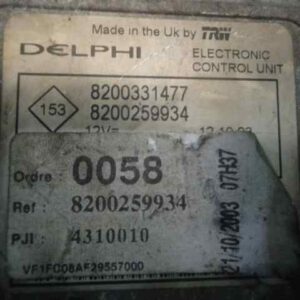 Made in the Uk by TRW
DELPHI
ELECTRONIC
CONTROL UNIT
153
8200331477
8200259934
12V=
Ordre : 0058
Ref : 8200259934
PJI : 4310010
VF1FC08AF29557000
21/10/2003 07H37